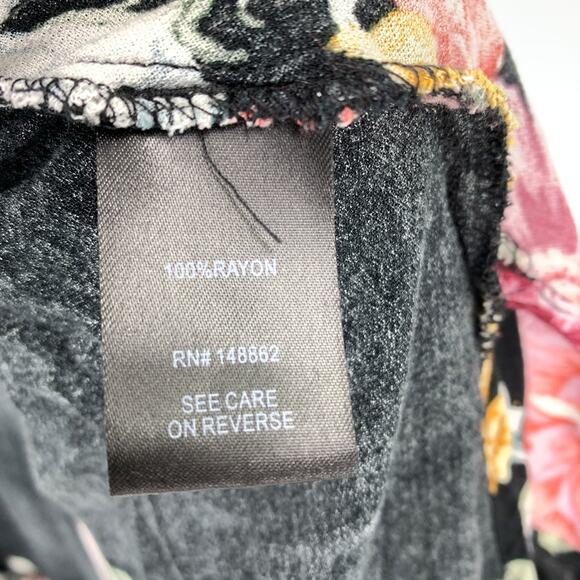 100%RAYON
RN# 148862
SEE CARE
ON REVERSE